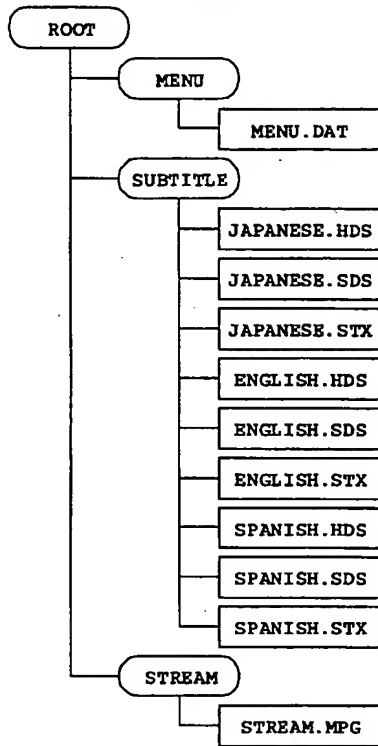 ROOT
MENU
MENU.DAT
SUBTITLE
JAPANESE.HDS
JAPANESE.SDS
JAPANESE.STX
ENGLISH.HDS
ENGLISH.SDS
ENGLISH.STX
SPANISH.HDS
SPANISH.SDS
SPANISH.STX
STREAM
STREAM.MPG